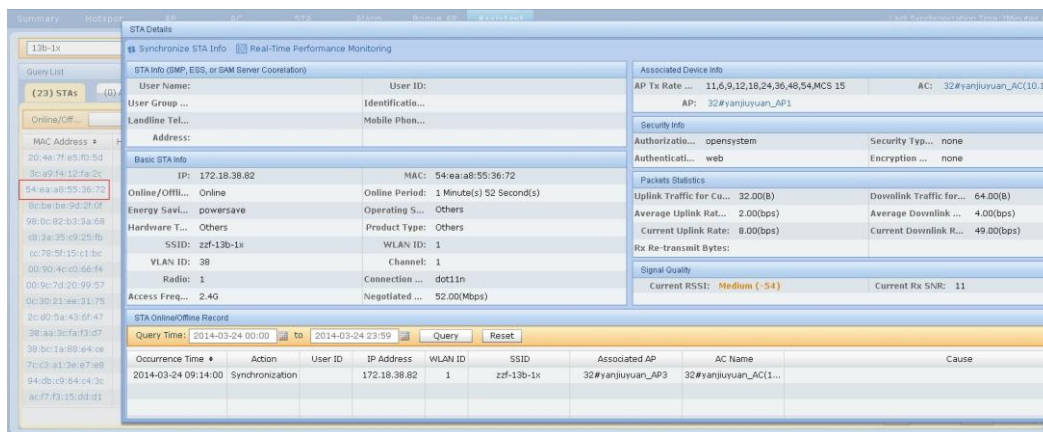 Summary Hotspot AP AC STA Alarm Rogue AP Assistant
STA Details
13b-1x
Synchronize STA Info Real-Time Performance Monitoring
Query List
(23) STAs (0)
Online/Off...
MAC Address
20:4e:7f:e5:f0:5d
3c:a9:f4:12:fa:2c
54:ea:a8:55:36:72
8c:be:be:9d:2f:0f
98:0c:82:b3:3a:68
c8:3a:35:c9:25:fb
cc:78:5f:15:c1:bc
00:90:4c:c0:66:f4
00:9c:7d:20:99:57
0c:30:21:ee:31:75
2c:d0:5a:43:6f:47
38:aa:3c:fa:f3:d7
38:bc:1a:88:e4:ce
7c:c3:a1:3e:e7:e8
94:db:c9:64:c4:3c
ac:f7:f3:15:dd:d1
STA Info (SMP, ESS, or SAM Server Coorelation)
User Name: User ID:
User Group ... Identificatio...
Landline Tel... Mobile Phon...
Address:
Basic STA Info
IP: 172.18.38.82 MAC: 54:ea:a8:55:36:72
Online/Offli... Online Online Period: 1 Minute(s) 52 Second(s)
Energy Savi... powersave Operating S... Others
Hardware T... Others Product Type: Others
SSID: zzf-13b-1x WLAN ID: 1
VLAN ID: 38 Channel: 1
Radio: 1 Connection ... dot11n
Access Freq... 2.4G Negotiated ... 52.00(Mbps)
Associated Device Info
AP Tx Rate ... 11,6,9,12,18,24,36,48,54,MCS 15 AC: 32#yanjiuyuan_AC(10.1
AP: 32#yanjiuyuan_AP1
Security Info
Authorizatio... opensystem Security Typ... none
Authenticati... web Encryption ... none
Packets Statistics
Uplink Traffic for Cu... 32.00(B) Downlink Traffic for... 64.00(B)
Average Uplink Rat... 2.00(bps) Average Downlink ... 4.00(bps)
Current Uplink Rate: 8.00(bps) Current Downlink R... 49.00(bps)
Rx Re-transmit Bytes:
Signal Quality
Current RSSI: Medium (-54) Current Rx SNR: 11
STA Online/Offline Record
Query Time: 2014-03-24 00:00 to 2014-03-24 23:59 Query Reset
Occurrence Time Action User ID IP Address WLAN ID SSID Associated AP AC Name Cause
2014-03-24 09:14:00 Synchronization 172.18.38.82 1 zzf-13b-1x 32#yanjiuyuan_AP3 32#yanjiuyuan_AC(1...